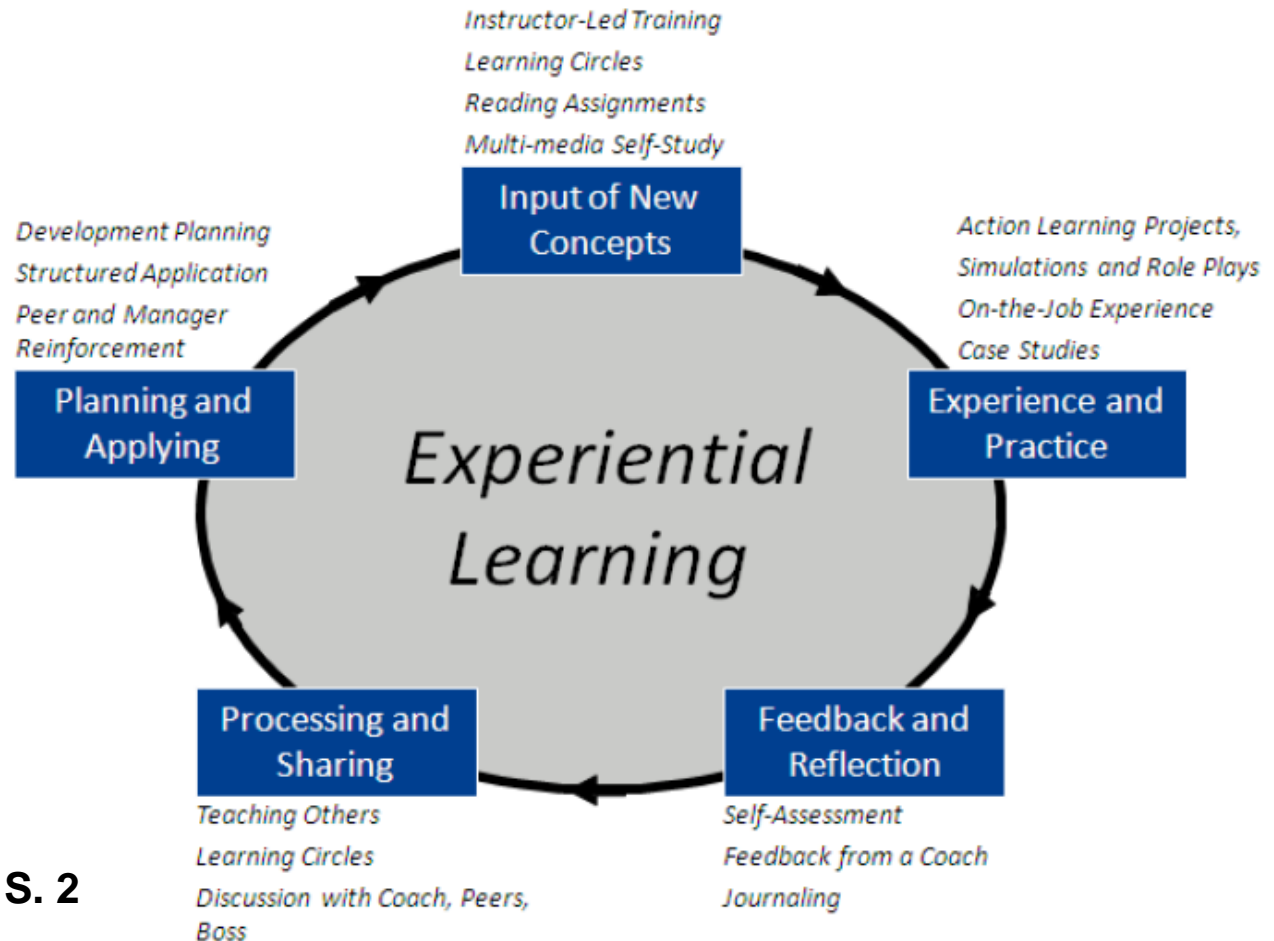 Instructor-Led Training
Learning Circles
Reading Assignments
Multi-media Self-Study
Input of New
Concepts
Action Learning Projects,
Simulations and Role Plays
On-the-Job Experience
Case Studies
Experience and
Practice
Development Planning
Structured Application
Peer and Manager
Reinforcement
Planning and
Applying
Experiential
Learning
Feedback and
Reflection
Self-Assessment
Feedback from a Coach
Journaling
Processing and
Sharing
Teaching Others
Learning Circles
Discussion with Coach, Peers,
Boss
S. 2